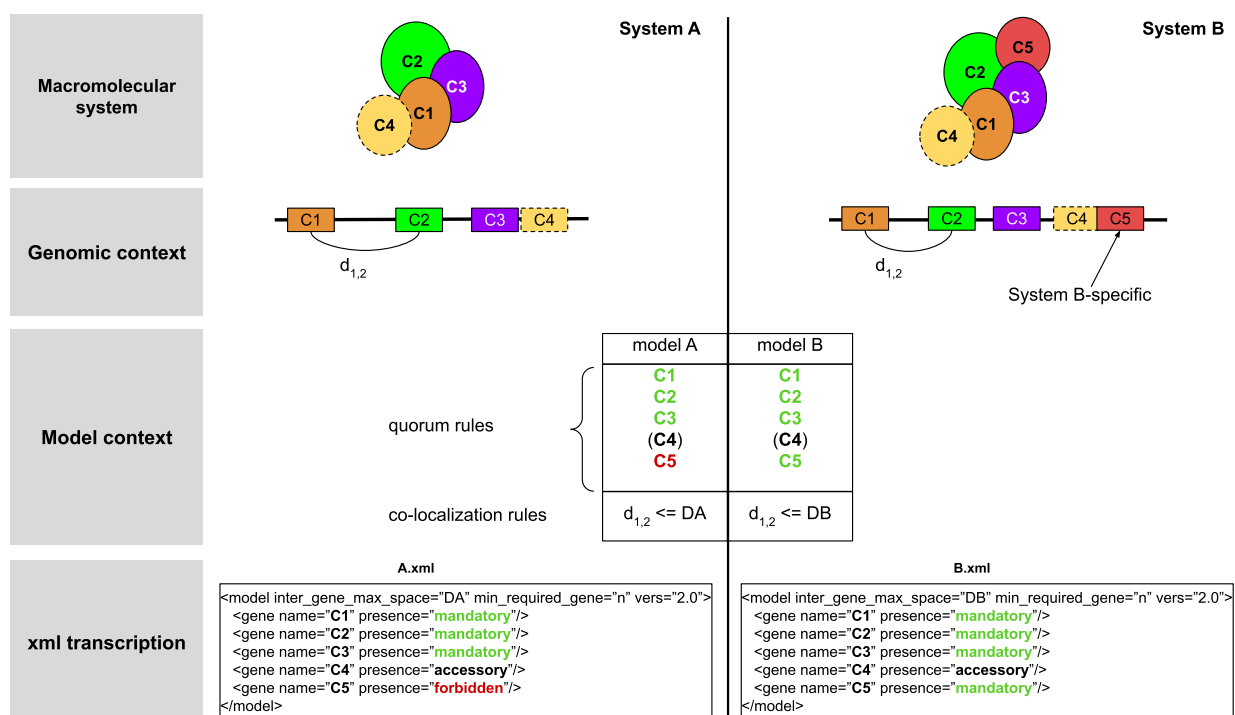 System A
System B
Macromolecular
system
C2
C3
C1
C4
C5
C2
C3
C1
C4
Genomic context
C1
C2
C3
C4
d1,2
C1
C2
C3
C4
C5
d1,2
System B-specific
Model context
model A
model B
quorum rules
C1
C2
C3
(C4)
C5
C1
C2
C3
(C4)
C5
co-localization rules
d1,2 <= DA
d1,2 <= DB
xml transcription
A.xml
<model inter_gene_max_space=”DA” min_required_gene=”n” vers=”2.0”>
<gene name=”C1” presence=”mandatory”/>
<gene name=”C2” presence=”mandatory”/>
<gene name=”C3” presence=”mandatory”/>
<gene name=”C4” presence=”accessory”/>
<gene name=”C5” presence=”forbidden”/>
</model>
B.xml
<model inter_gene_max_space=”DB” min_required_gene=”n” vers=”2.0”>
<gene name=”C1” presence=”mandatory”/>
<gene name=”C2” presence=”mandatory”/>
<gene name=”C3” presence=”mandatory”/>
<gene name=”C4” presence=”accessory”/>
<gene name=”C5” presence=”mandatory”/>
</model>